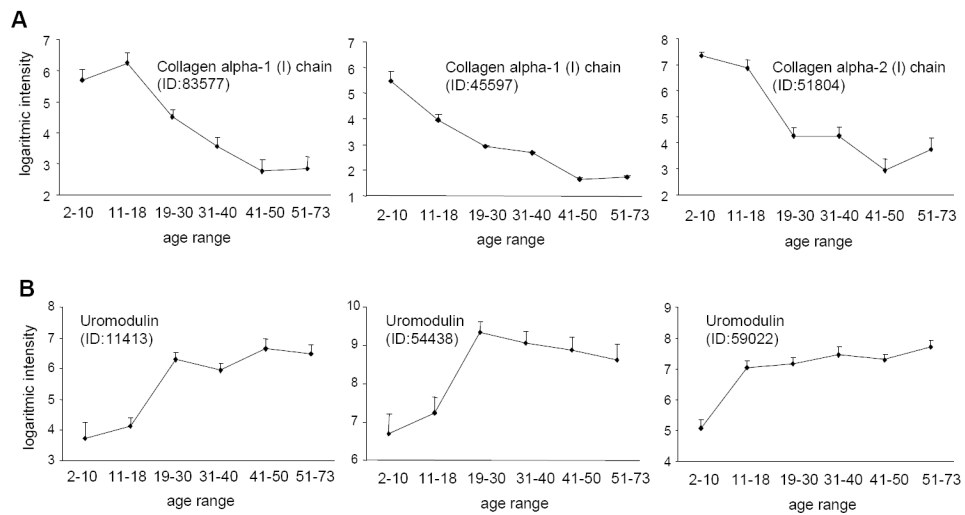 A
logaritmic intensity
7
6
5
4
3
2
Collagen alpha-1 (I) chain
(ID:83577)
2-10 11-18 19-30 31-40 41-50 51-73
age range
7
6
5
4
3
2
1
Collagen alpha-1 (I) chain
(ID:45597)
2-10 11-18 19-30 31-40 41-50 51-73
age range
8
7
6
5
4
3
2
Collagen alpha-2 (I) chain
(ID:51804)
2-10 11-18 19-30 31-40 41-50 51-73
age range
B
logaritmic intensity
8
7
6
5
4
3
Uromodulin
(ID:11413)
2-10 11-18 19-30 31-40 41-50 51-73
age range
10
9
8
7
6
Uromodulin
(ID:54438)
2-10 11-18 19-30 31-40 41-50 51-73
age range
9
8
7
6
5
4
Uromodulin
(ID:59022)
2-10 11-18 19-30 31-40 41-50 51-73
age range